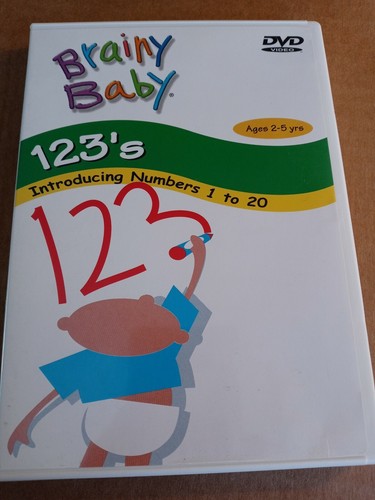 Brainy
Baby®
DVD
VIDEO
Ages 2-5 yrs
123's
Introducing Numbers 1 to 20
123